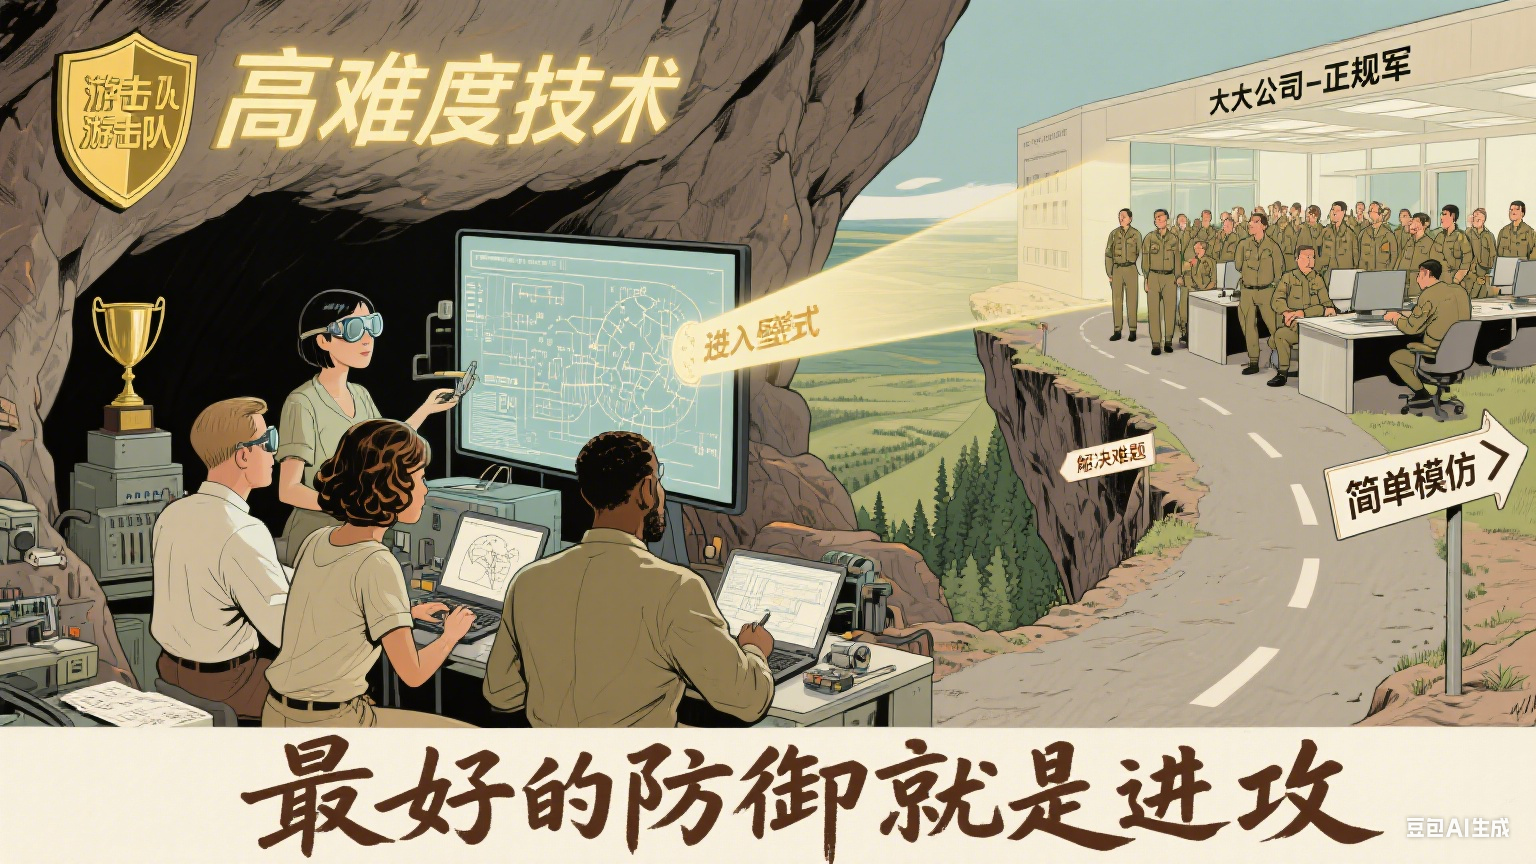 游击队
游击队
高难度技术
大大公司-正规军
进入
式
解决难题
简单模仿
最好的防御就是进攻
豆包AI生成